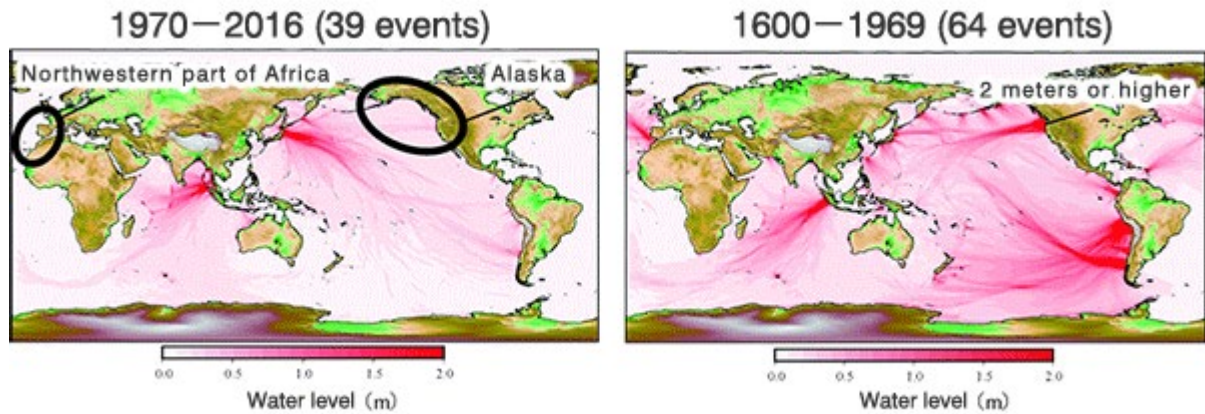 1970－2016 (39 events)
Northwestern part of Africa
Alaska
0.0 0.5 1.0 1.5 2.0
Water level (m)
1600－1969 (64 events)
2 meters or higher
0.0 0.5 1.0 1.5 2.0
Water level (m)